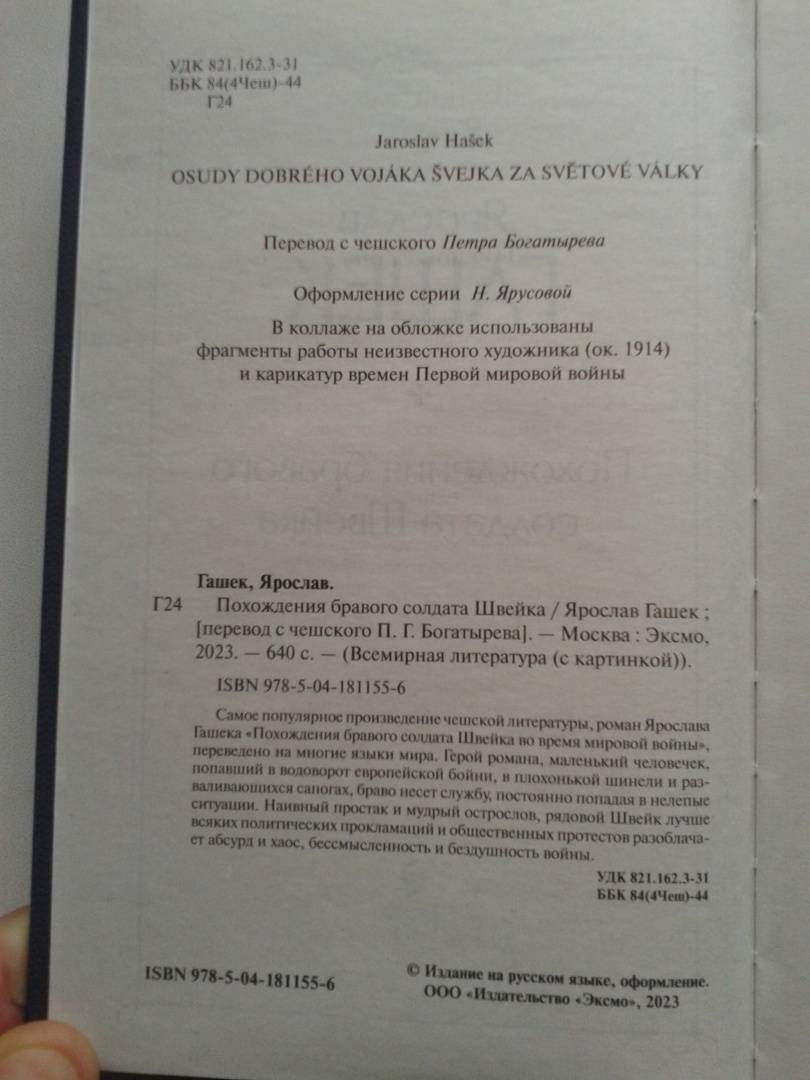 УДК 821.162.3-31
ББК 84(4Чеш)-44
Г24
Jaroslav Hašek
OSUDY DOBRÉHO VOJÁKA ŠVEJKA ZA SVĚTOVÉ VÁLKY
Перевод с чешского Петра Богатырева
Оформление серии Н. Ярусовой
В коллаже на обложке использованы
фрагменты работы неизвестного художника (ок. 1914)
и карикатур времен Первой мировой войны
Гашек, Ярослав.
Г24 Похождения бравого солдата Швейка / Ярослав Гашек ;
[перевод с чешского П. Г. Богатырева]. — Москва : Эксмо,
2023. — 640 с. — (Всемирная литература (с картинкой)).
ISBN 978-5-04-181155-6
Самое популярное произведение чешской литературы, роман Ярослава
Гашека «Похождения бравого солдата Швейка во время мировой войны»,
переведено на многие языки мира. Герой романа, маленький человечек,
попавший в водоворот европейской бойни, в плохонькой шинели и раз-
валивающихся сапогах, браво несет службу, постоянно попадая в нелепые
ситуации. Наивный простак и мудрый острослов, рядовой Швейк лучше
всяких политических прокламаций и общественных протестов разоблача-
ет абсурд и хаос, бессмысленность и бездушность войны.
УДК 821.162.3-31
ББК 84(4Чеш)-44
ISBN 978-5-04-181155-6
© Издание на русском языке, оформление.
ООО «Издательство «Эксмо», 2023